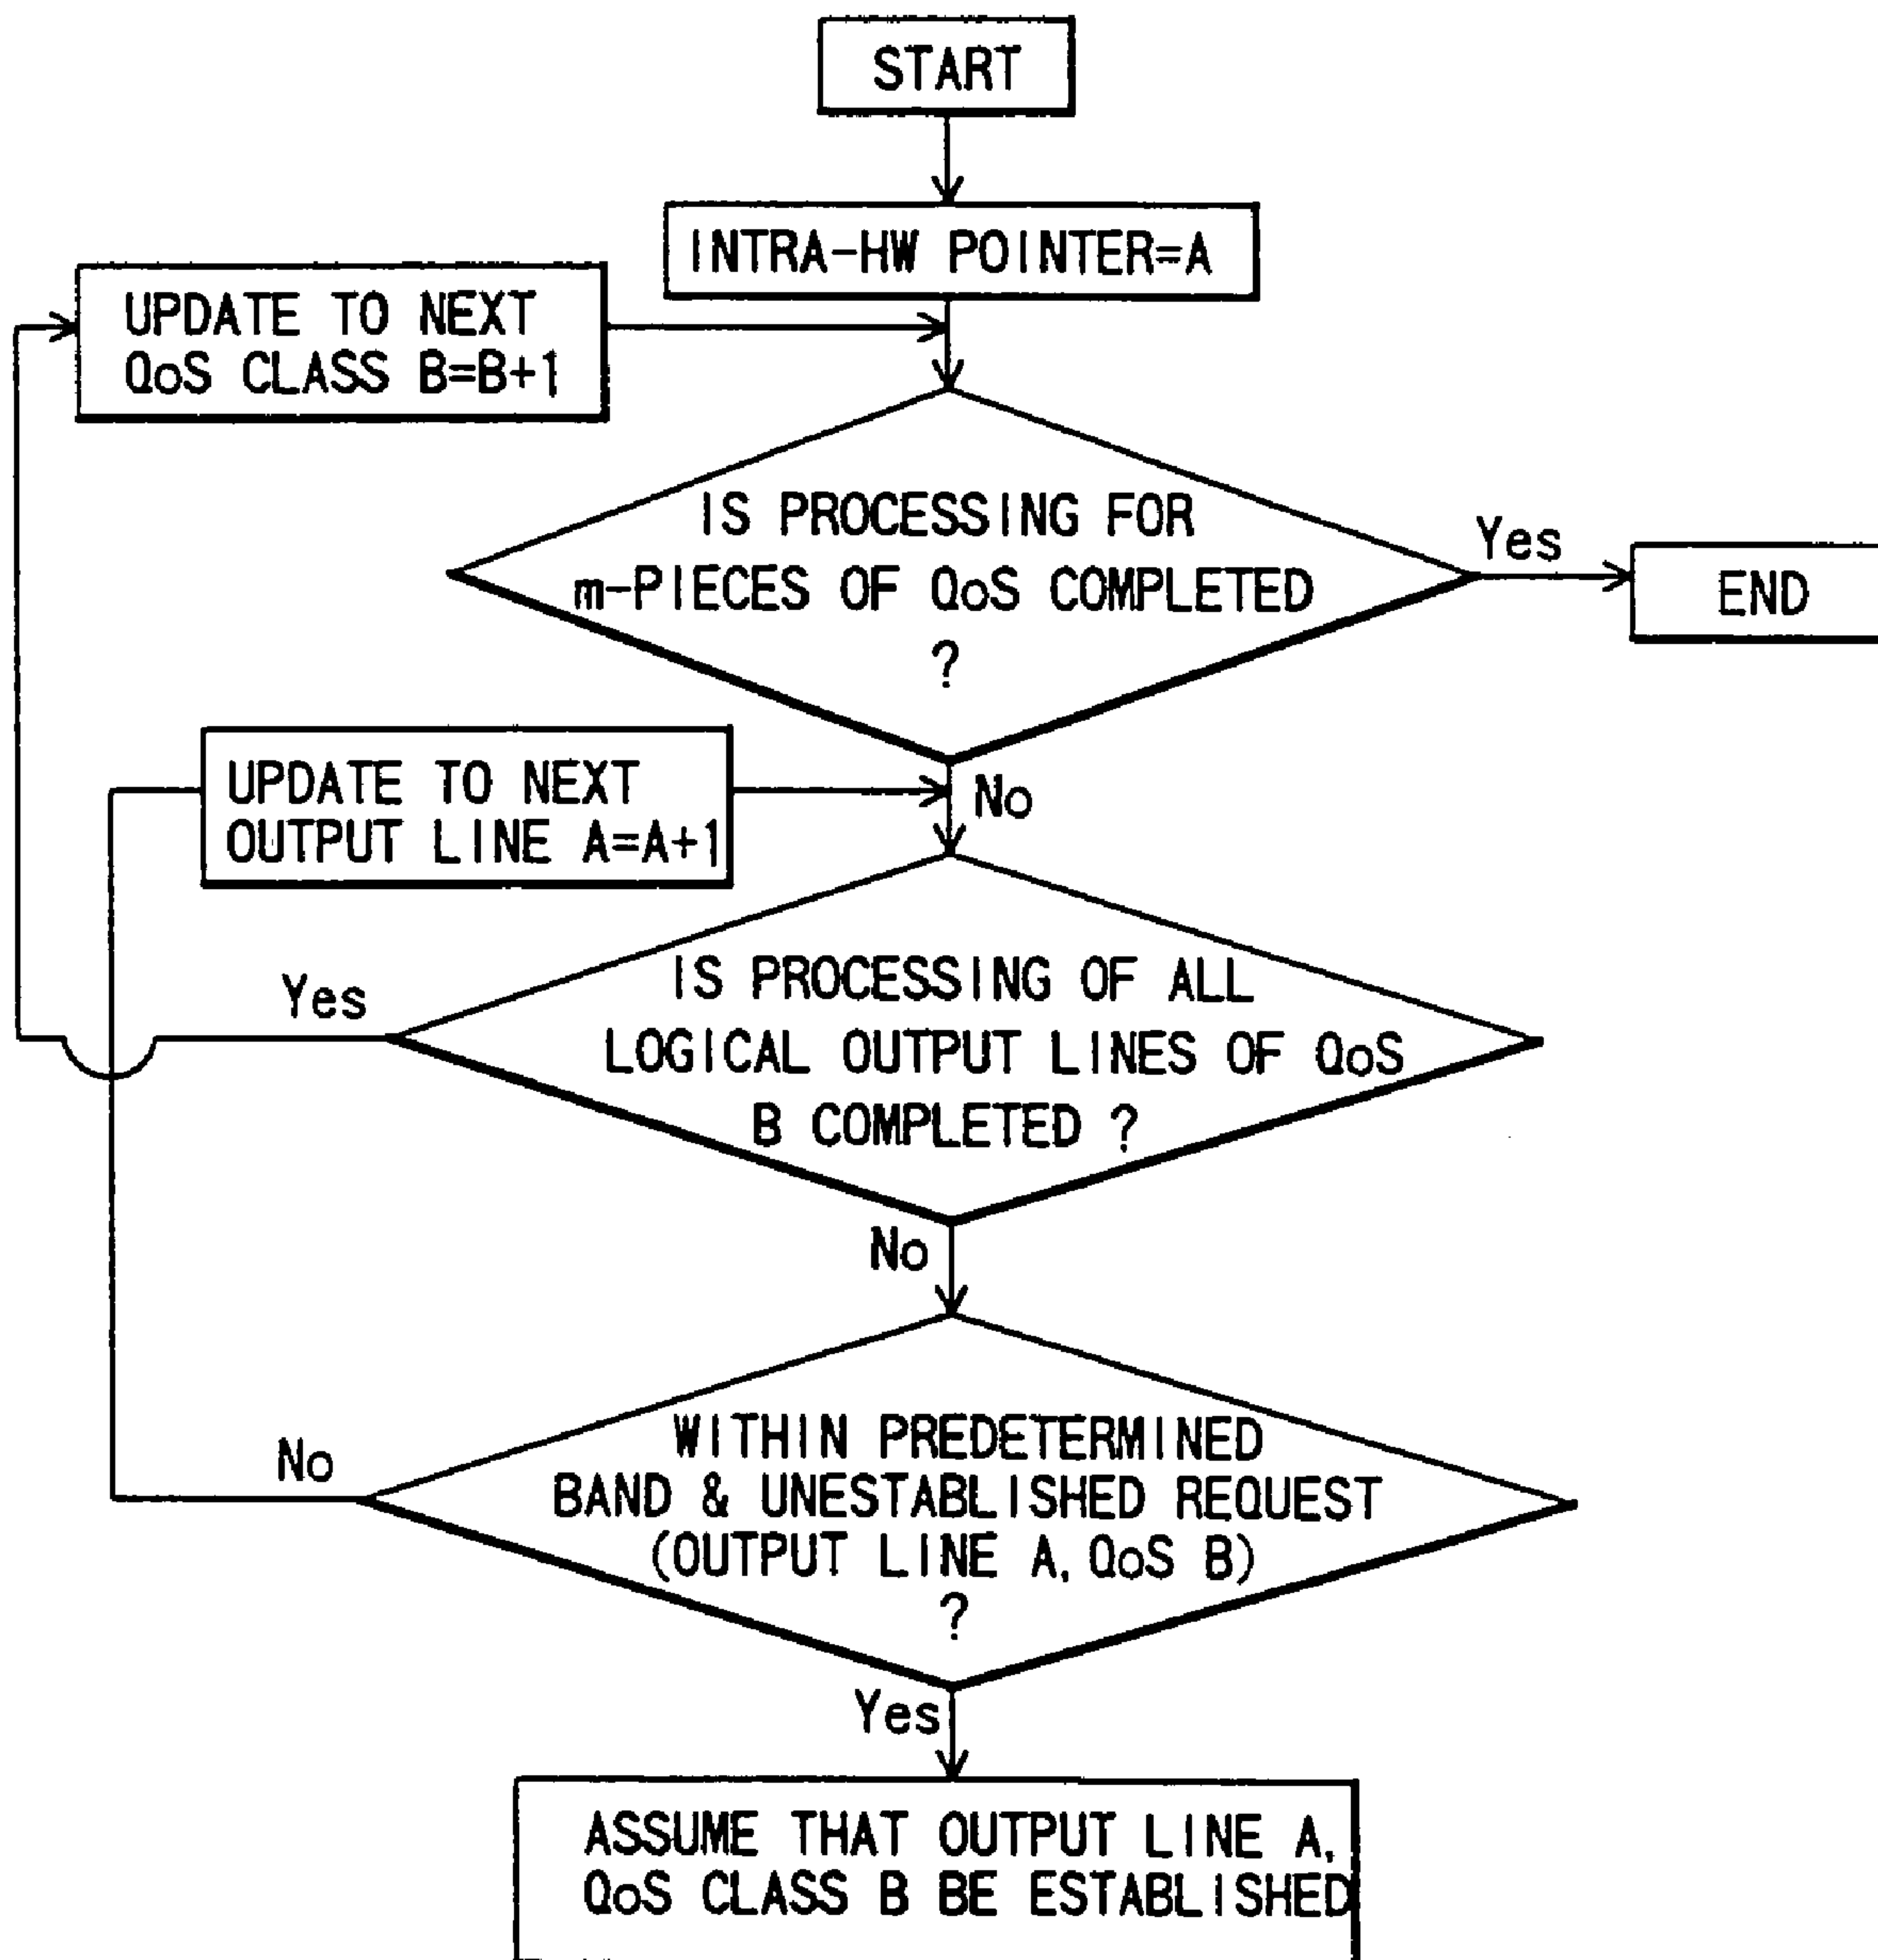 START
INTRA-HW POINTER=A
UPDATE TO NEXT
QoS CLASS B=B+1
IS PROCESSING FOR
m-PIECES OF QoS COMPLETED
?
Yes
END
UPDATE TO NEXT
OUTPUT LINE A=A+1
No
IS PROCESSING OF ALL
LOGICAL OUTPUT LINES OF QoS
B COMPLETED ?
Yes
No
WITHIN PREDETERMINED
BAND & UNESTABLISHED REQUEST
(OUTPUT LINE A, QoS B)
?
No
Yes
ASSUME THAT OUTPUT LINE A,
QoS CLASS B BE ESTABLISHED